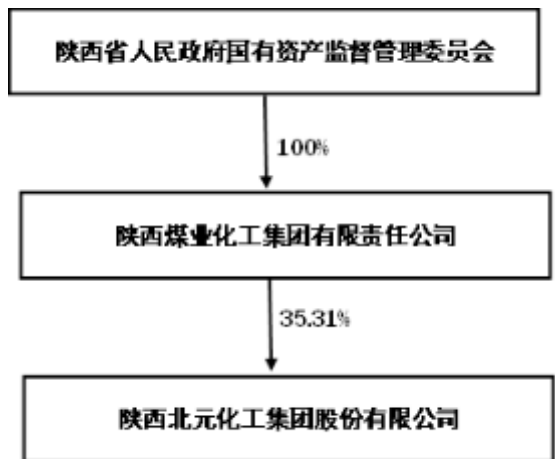 陕西省人民政府国有资产监督管理委员会
100%
陕西煤业化工集团有限责任公司
35.31%
陕西北元化工集团股份有限公司